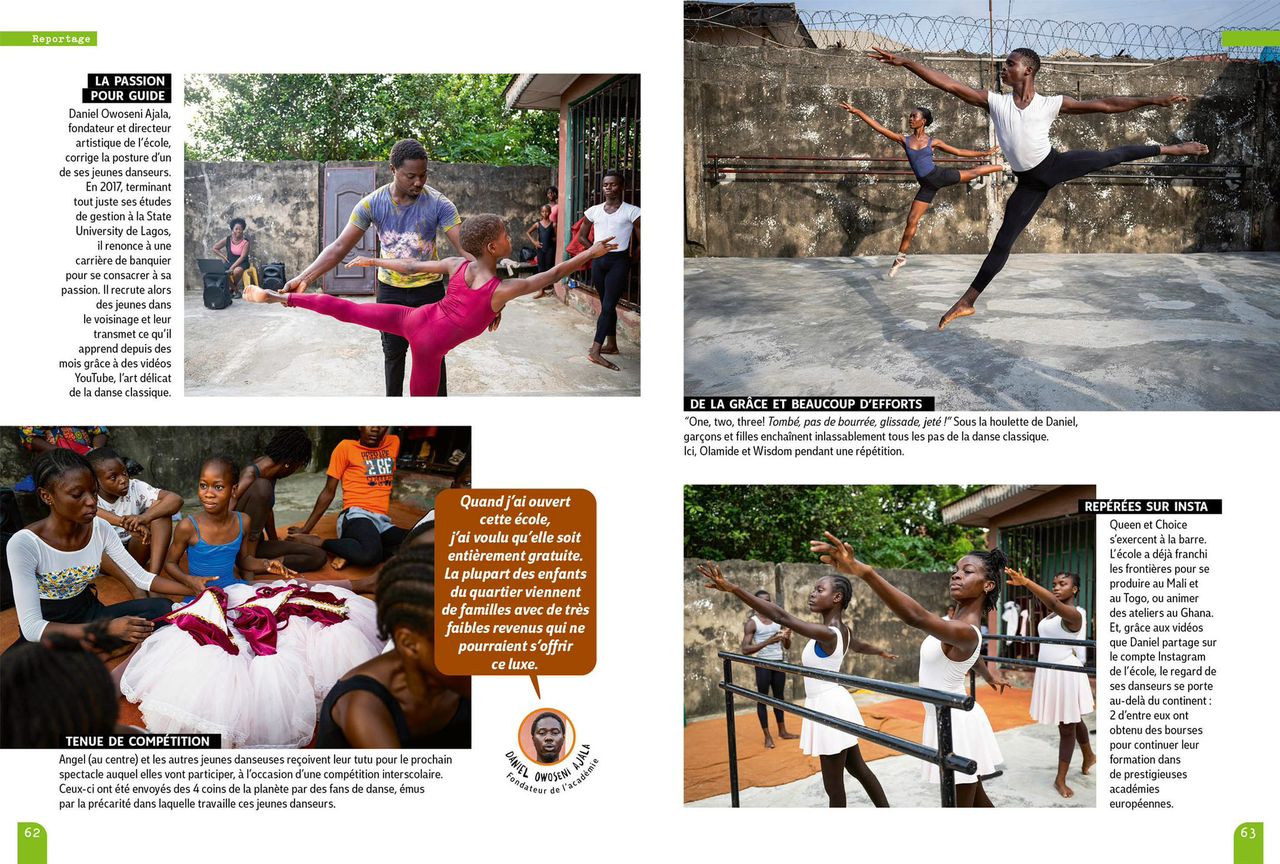 Reportage
LA PASSION
POUR GUIDE
Daniel Owoseni Ajala,
fondateur et directeur
artistique de l’école,
corrige la posture d’un
de ses jeunes danseurs.
En 2017, terminant
tout juste ses études
de gestion à la State
University de Lagos,
il renonce à une
carrière de banquier
pour se consacrer à sa
passion. Il recrute alors
des jeunes dans
le voisinage et leur
transmet ce qu’il
apprend depuis des
mois grâce à des vidéos
YouTube, l’art délicat
de la danse classique.
2 BE
Quand j’ai ouvert
cette école,
j’ai voulu qu’elle soit
entièrement gratuite.
La plupart des enfants
du quartier viennent
de familles avec de très
faibles revenus qui ne
pourraient s’offrir
ce luxe.
DANIEL OWOSENI AJALA
Fondateur de l’académie
TENUE DE COMPÉTITION
Angel (au centre) et les autres jeunes danseuses reçoivent leur tutu pour le prochain
spectacle auquel elles vont participer, à l’occasion d’une compétition interscolaire.
Ceux-ci ont été envoyés des 4 coins de la planète par des fans de danse, émus
par la précarité dans laquelle travaille ces jeunes danseurs.
62
DE LA GRÂCE ET BEAUCOUP D’EFFORTS
“One, two, three! Tombé, pas de bourrée, glissade, jeté !” Sous la houlette de Daniel,
garçons et filles enchaînent inlassablement tous les pas de la danse classique.
Ici, Olamide et Wisdom pendant une répétition.
REPÉRÉES SUR INSTA
Queen et Choice
s’exercent à la barre.
L’école a déjà franchi
les frontières pour se
produire au Mali et
au Togo, ou animer
des ateliers au Ghana.
Et, grâce aux vidéos
que Daniel partage sur
le compte Instagram
de l’école, le regard de
ses danseurs se porte
au-delà du continent :
2 d’entre eux ont
obtenu des bourses
pour continuer leur
formation dans
de prestigieuses
académies
européennes.
63